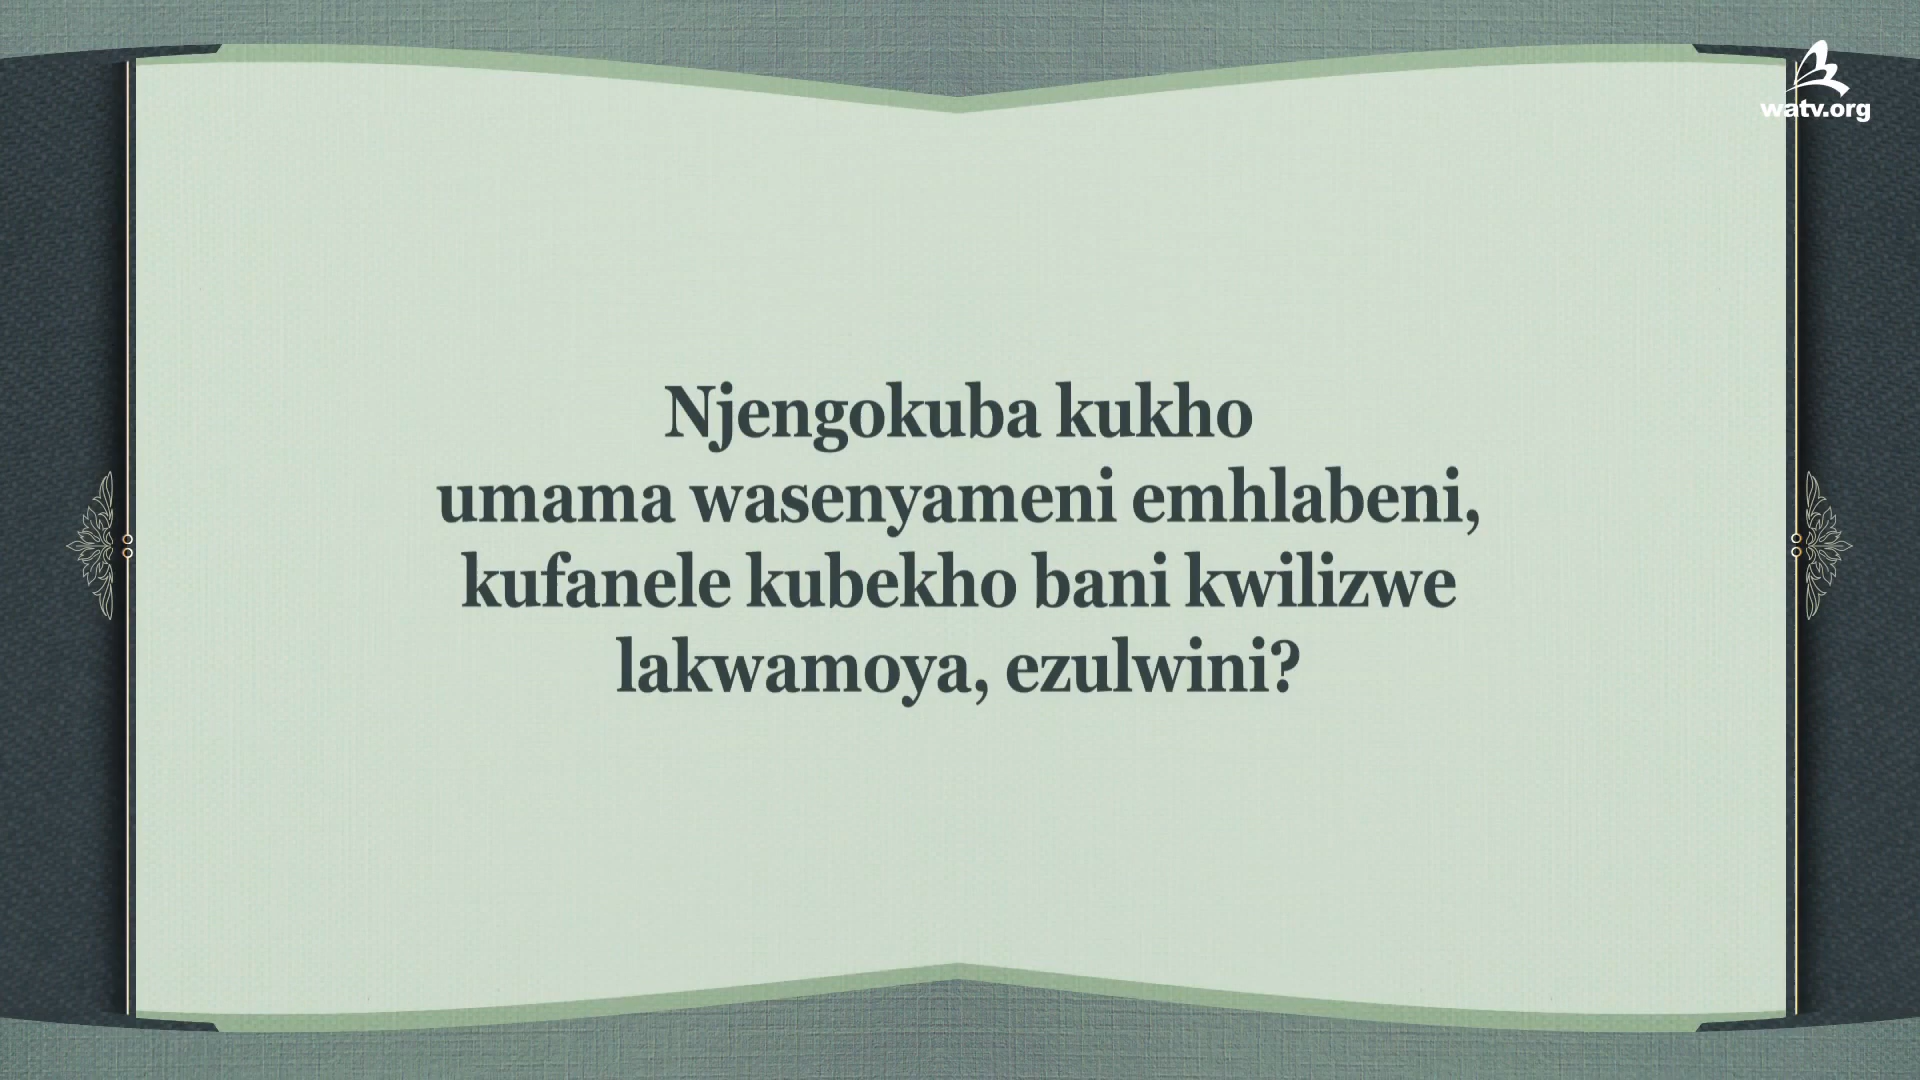 watv.org
Njengokuba kukho
umama wasenyameni emhlabeni,
kufanele kubekho bani kwilizwe
lakwamoya, ezulwini?